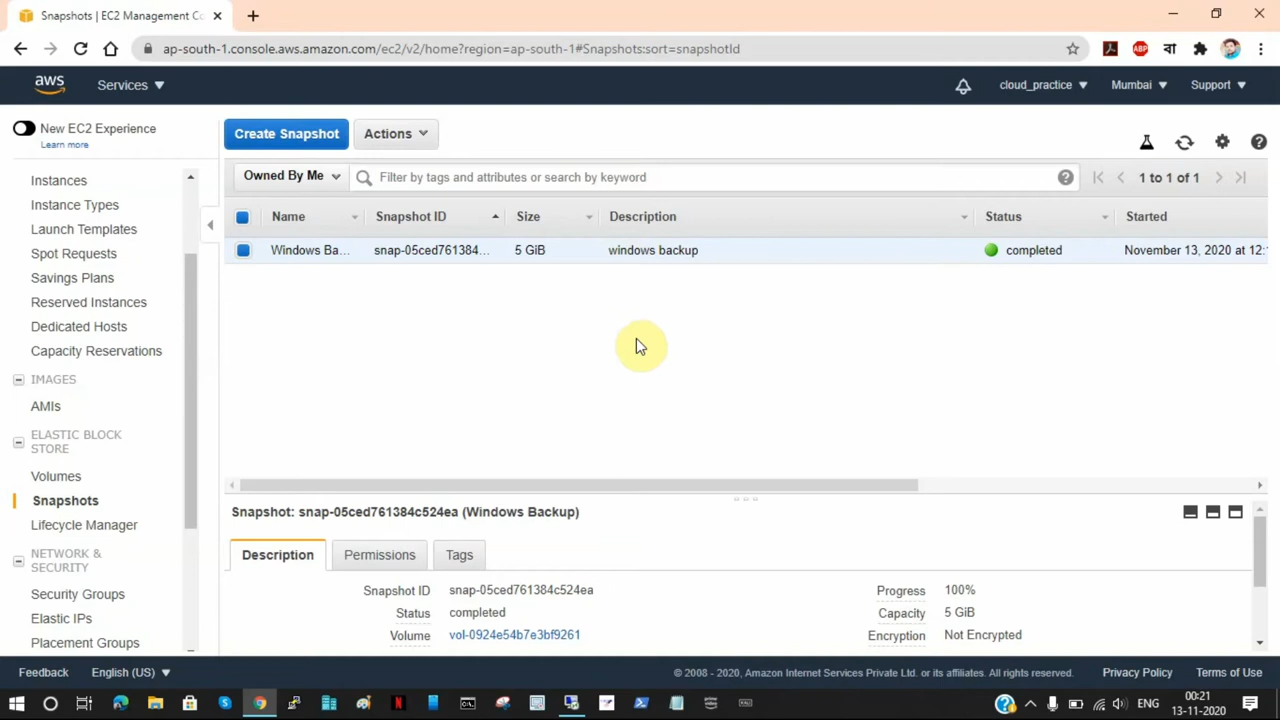 Snapshots | EC2 Management Co
ap-south-1.console.aws.amazon.com/ec2/v2/home?region=ap-south-1#Snapshots:sort=snapshotId
ABP
বা
aws
Services
cloud_practice
Mumbai
Support
New EC2 Experience
Learn more
Instances
Instance Types
Launch Templates
Spot Requests
Savings Plans
Reserved Instances
Dedicated Hosts
Capacity Reservations
IMAGES
AMIs
ELASTIC BLOCK
STORE
Volumes
Snapshots
Lifecycle Manager
NETWORK &
SECURITY
Security Groups
Elastic IPs
Placement Groups
Create Snapshot
Actions
Owned By Me
Filter by tags and attributes or search by keyword
1 to 1 of 1
Name Snapshot ID Size Description Status Started
Windows Ba... snap-05ced761384... 5 GiB windows backup completed November 13, 2020 at 12:
Snapshot: snap-05ced761384c524ea (Windows Backup)
Description Permissions Tags
Snapshot ID snap-05ced761384c524ea Progress 100%
Status completed Capacity 5 GiB
Volume vol-0924e54b7e3bf9261 Encryption Not Encrypted
Feedback
English (US)
© 2008 - 2020, Amazon Internet Services Private Ltd. or its affiliates. All rights reserved.
Privacy Policy
Terms of Use
ENG
00:21
13-11-2020